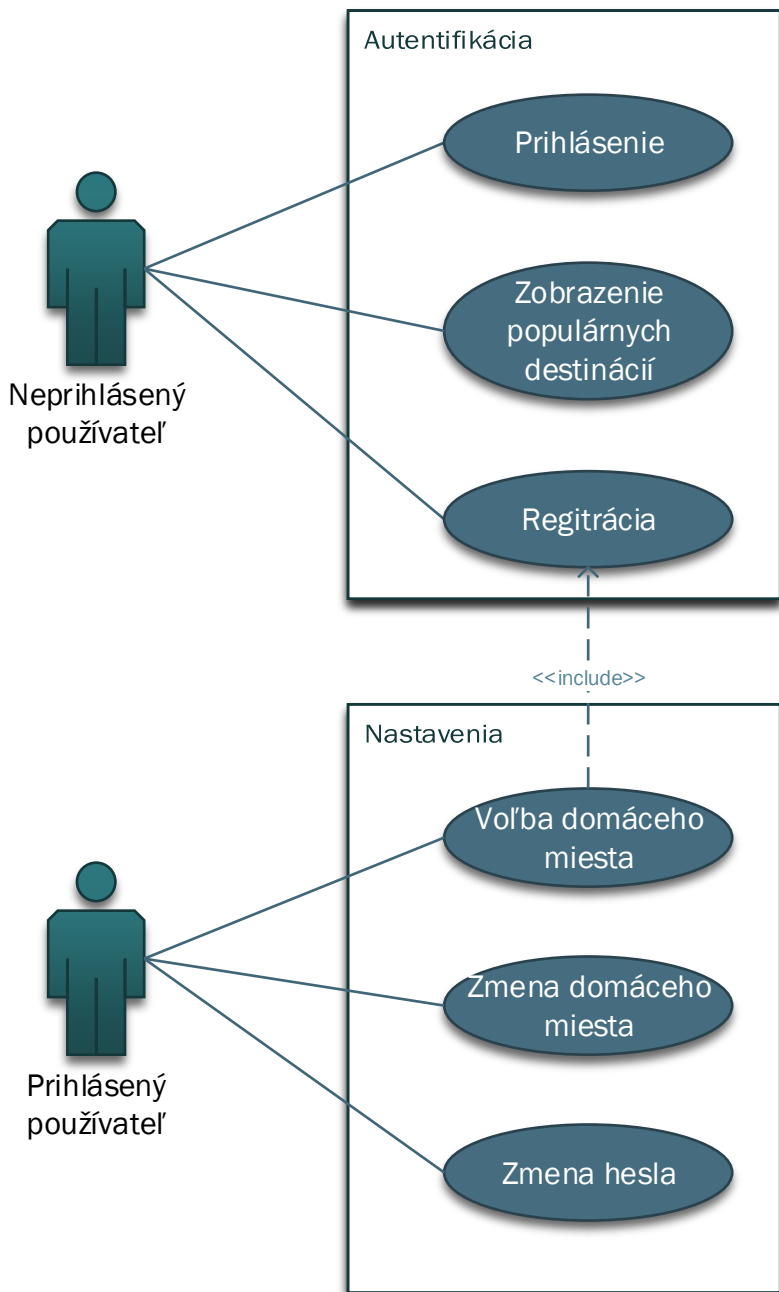 Autentifikácia
Prihlásenie
Zobrazenie
populárnych
destinácií
Neprihlásený
používateľ
Regitrácia
<<include>>
Nastavenia
Voľba domáceho
miesta
Zmena domáceho
miesta
Prihlásený
používateľ
Zmena hesla